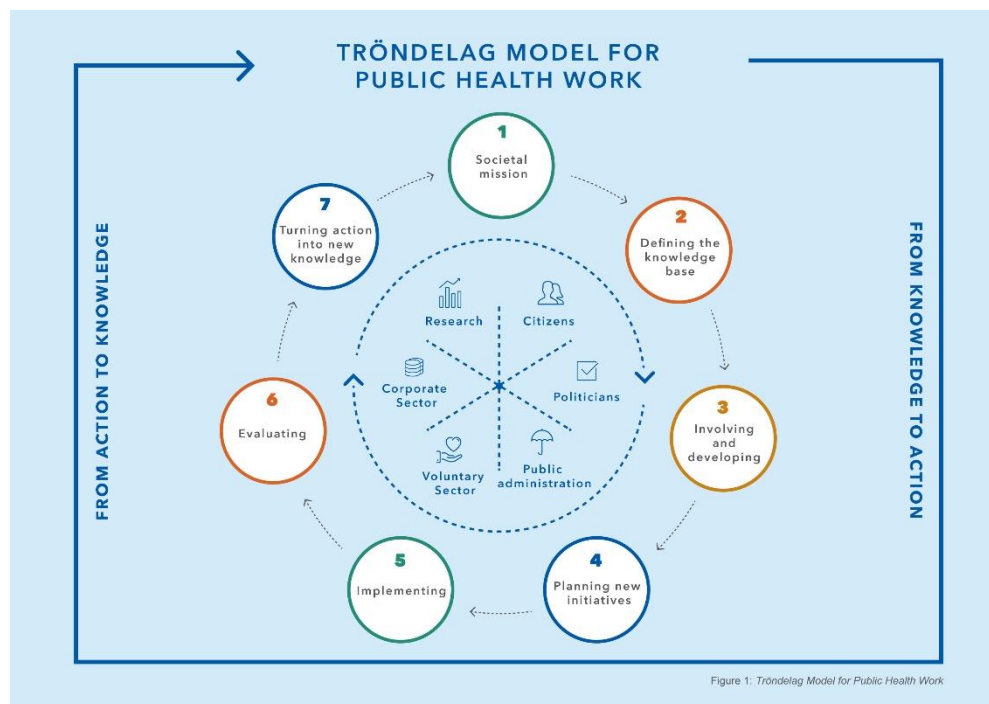 TRÖNDELAG MODEL FOR
PUBLIC HEALTH WORK
1
Societal
mission
2
Defining the
knowledge
base
3
Involving
and
developing
4
Planning new
initiatives
5
Implementing
6
Evaluating
7
Turning action
into new
knowledge
Research
Citizens
Corporate
Sector
Politicians
Voluntary
Sector
Public
administration
FROM ACTION TO KNOWLEDGE
FROM KNOWLEDGE TO ACTION
Figure 1: Tröndelag Model for Public Health Work